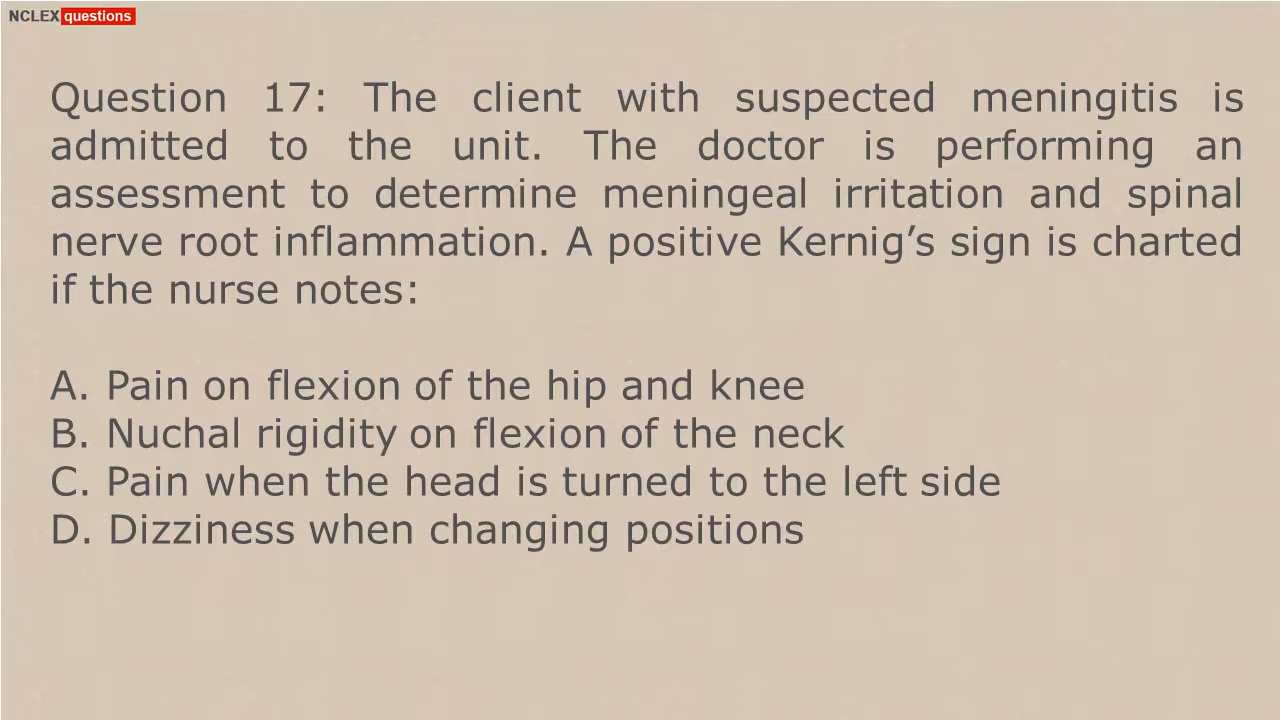 NCLEX questions
Question 17: The client with suspected meningitis is
admitted to the unit. The doctor is performing an
assessment to determine meningeal irritation and spinal
nerve root inflammation. A positive Kernig’s sign is charted
if the nurse notes:
A. Pain on flexion of the hip and knee
B. Nuchal rigidity on flexion of the neck
C. Pain when the head is turned to the left side
D. Dizziness when changing positions